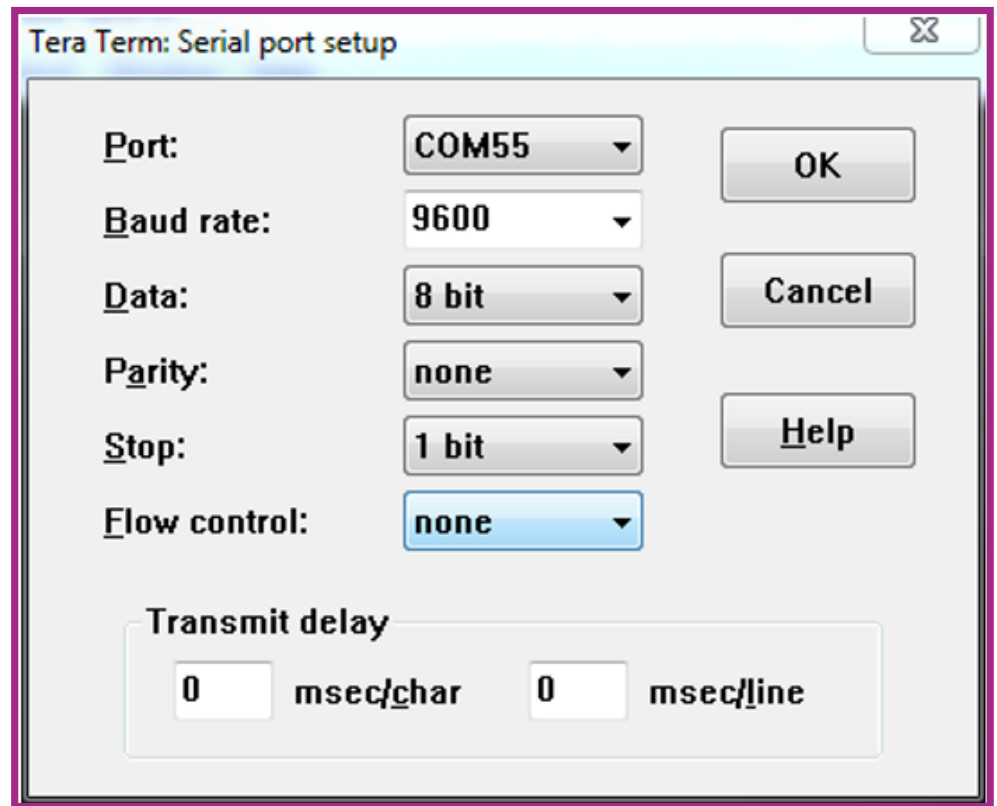 Tera Term: Serial port setup
Port: COM55 OK
Baud rate: 9600
Data: 8 bit Cancel
Parity: none
Stop: 1 bit Help
Flow control: none
Transmit delay
0 msec/char 0 msec/line